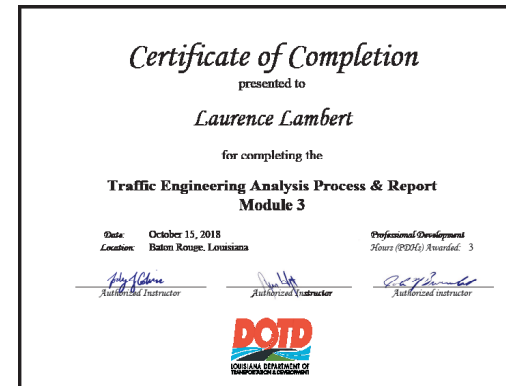 Certificate of Completion
presented to
Laurence Lambert
for completing the
Traffic Engineering Analysis Process & Report
Module 3
Date: October 15, 2018
Location: Baton Rouge, Louisiana
Professional Development
Hours (PDHs) Awarded: 3
Authorized Instructor
Authorized Instructor
Authorized instructor
DOTD
LOUISIANA DEPARTMENT OF
TRANSPORTATION & DEVELOPMENT